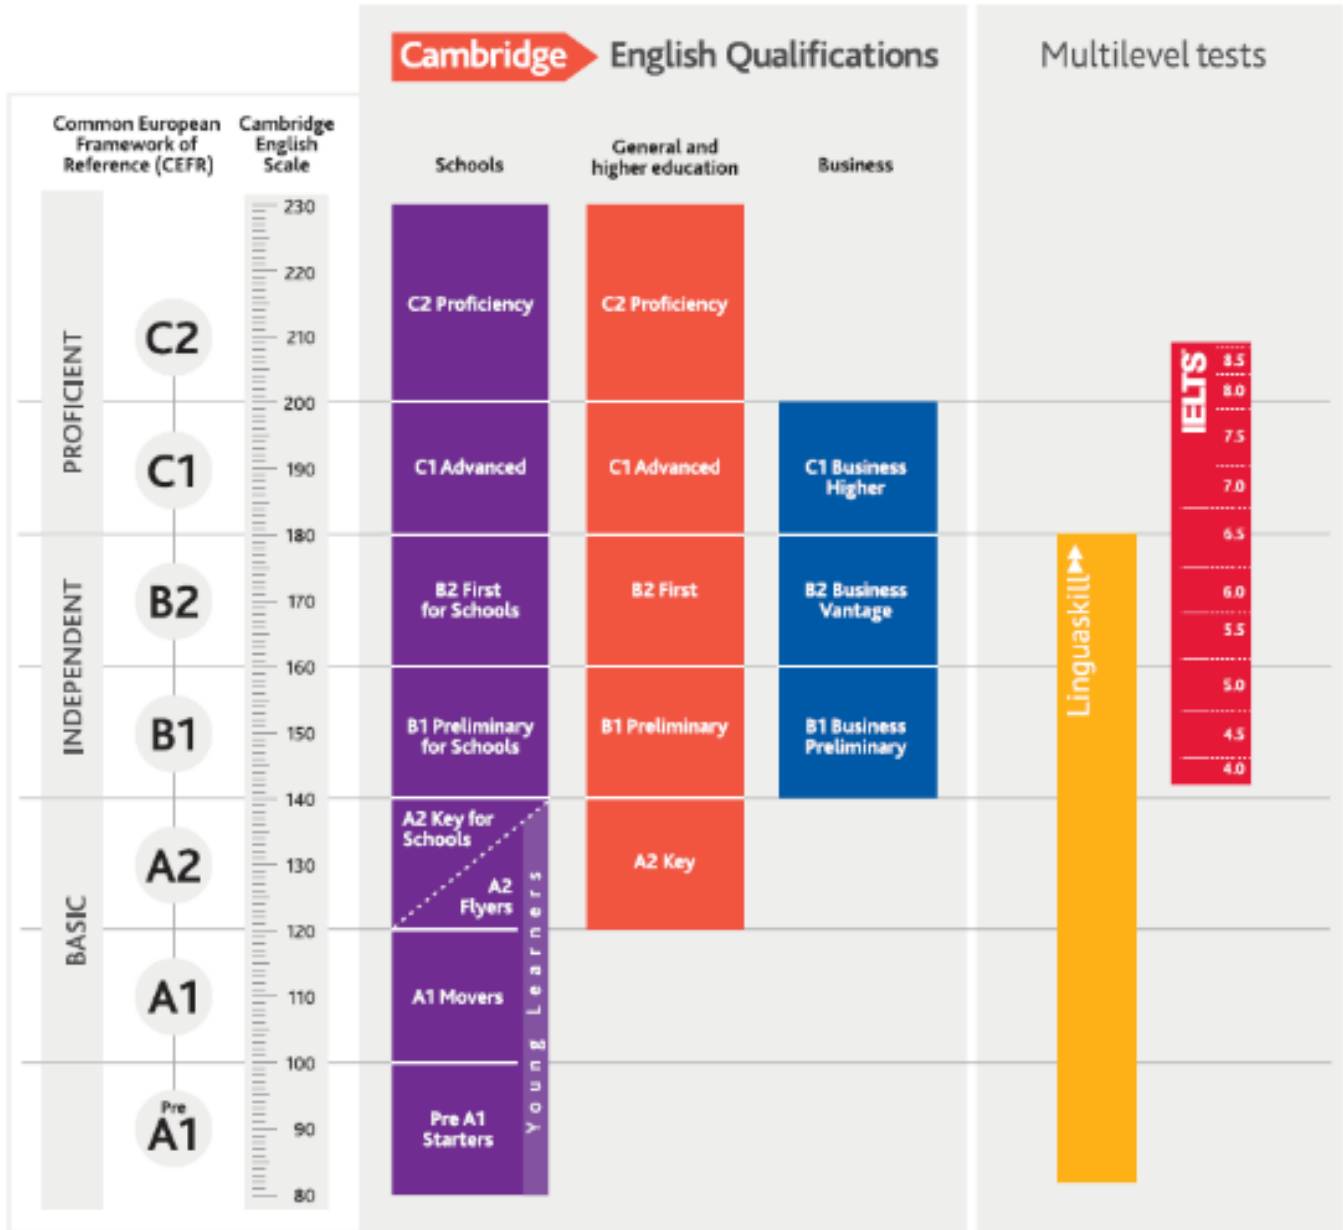 Cambridge English Qualifications
Multilevel tests
Common European
Framework of
Reference (CEFR)
Cambridge
English
Scale
Schools
General and
higher education
Business
PROFICIENT
INDEPENDENT
BASIC
C2
C1
B2
B1
A2
A1
Pre
A1
230
220
210
200
190
180
170
160
150
140
130
120
110
100
90
80
C2 Proficiency
C1 Advanced
B2 First
for Schools
B1 Preliminary
for Schools
A2 Key for
Schools
A2
Flyers
A1 Movers
Pre A1
Starters
Young Learners
C2 Proficiency
C1 Advanced
B2 First
B1 Preliminary
A2 Key
C1 Business
Higher
B2 Business
Vantage
B1 Business
Preliminary
Linguaskill
IELTS
8.5
8.0
7.5
7.0
6.5
6.0
5.5
5.0
4.5
4.0